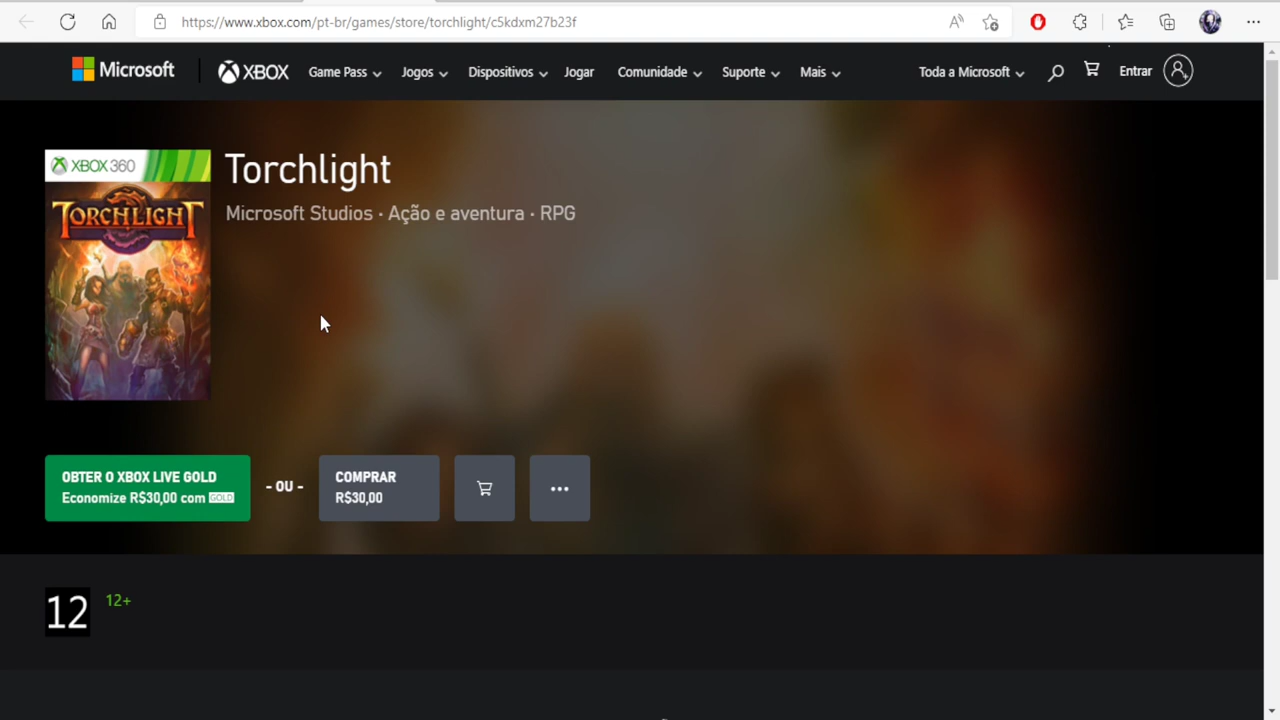 https://www.xbox.com/pt-br/games/store/torchlight/c5kdxm27b23f
Microsoft XBOX Game Pass Jogos Dispositivos Jogar Comunidade Suporte Mais Toda a Microsoft Entrar
XBOX 360
TORCHLIGHT
Torchlight
Microsoft Studios • Ação e aventura • RPG
OBTER O XBOX LIVE GOLD
Economize R$30,00 com GOLD
- OU -
COMPRAR
R$30,00
12 12+